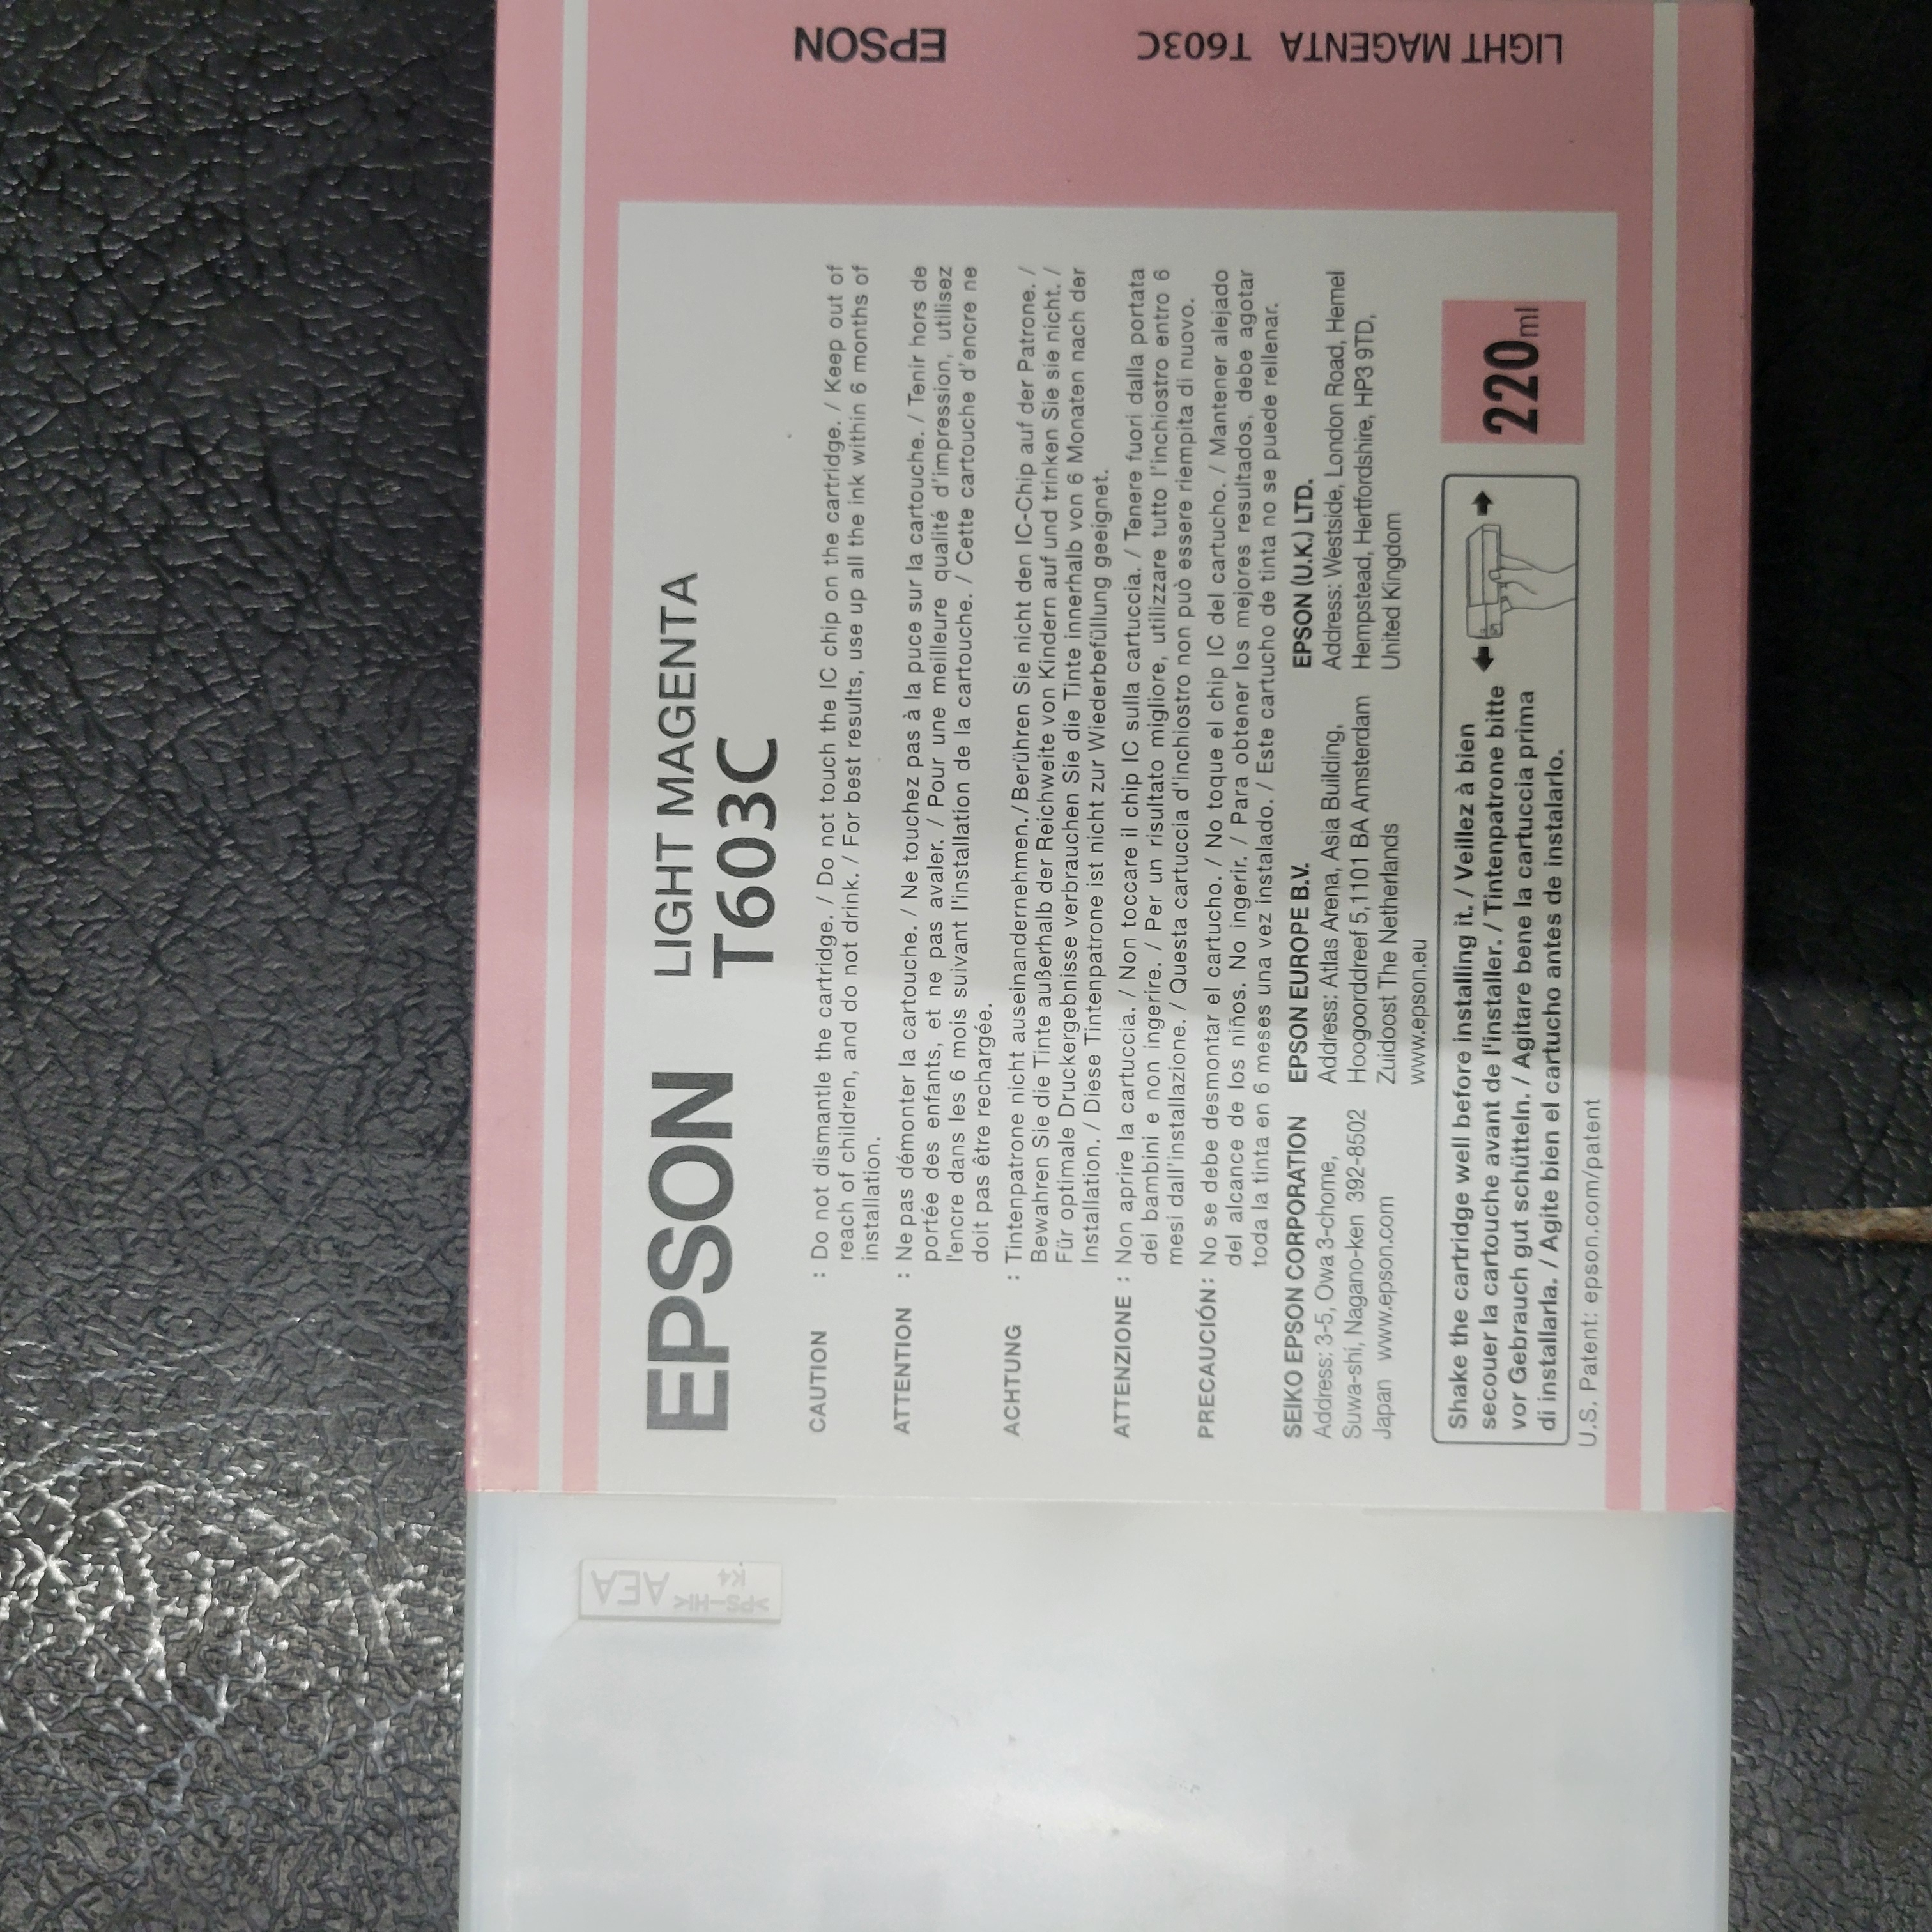 EPSON LIGHT MAGENTA
T603C
CAUTION : Do not dismantle the cartridge. / Do not touch the IC chip on the cartridge. / Keep out of
reach of children, and do not drink. / For best results, use up all the ink within 6 months of
installation.
ATTENTION : Ne pas démonter la cartouche. / Ne touchez pas à la puce sur la cartouche. / Tenir hors de
portée des enfants, et ne pas avaler. / Pour une meilleure qualité d'impression, utilisez
l'encre dans les 6 mois suivant l'installation de la cartouche. / Cette cartouche d'encre ne
doit pas être rechargée.
ACHTUNG : Tintenpatrone nicht auseinandernehmen. / Berühren Sie nicht den IC-Chip auf der Patrone. /
Bewahren Sie die Tinte außerhalb der Reichweite von Kindern auf und trinken Sie sie nicht. /
Für optimale Druckergebnisse verbrauchen Sie die Tinte innerhalb von 6 Monaten nach der
Installation. / Diese Tintenpatrone ist nicht zur Wiederbefüllung geeignet.
ATTENZIONE : Non aprire la cartuccia. / Non toccare il chip IC sulla cartuccia. / Tenere fuori dalla portata
dei bambini e non ingerire. / Per un risultato migliore, utilizzare tutto l'inchiostro entro 6
mesi dall'installazione. / Questa cartuccia d'inchiostro non può essere riempita di nuovo.
PRECAUCIÓN : No se debe desmontar el cartucho. / No toque el chip IC del cartucho. / Mantener alejado
del alcance de los niños. No ingerir. / Para obtener los mejores resultados, debe agotar
toda la tinta en 6 meses una vez instalado. / Este cartucho de tinta no se puede rellenar.
SEIKO EPSON CORPORATION
Address: 3-5, Owa 3-chome,
Suwa-shi, Nagano-ken 392-8502
Japan www.epson.com
EPSON EUROPE B.V.
Address: Atlas Arena, Asia Building,
Hoogoorddreef 5,1101 BA Amsterdam
Zuidoost The Netherlands
www.epson.eu
EPSON (U.K.) LTD.
Address: Westside, London Road, Hemel
Hempstead, Hertfordshire, HP3 9TD,
United Kingdom
Shake the cartridge well before installing it. / Veillez à bien
secouer la cartouche avant de l'installer. / Tintenpatrone bitte
vor Gebrauch gut schütteln. / Agitare bene la cartuccia prima
di installarla. / Agite bien el cartucho antes de instalarlo.
220ml
U.S. Patent: epson.com/patent
LIGHT MAGENTA T603C EPSON